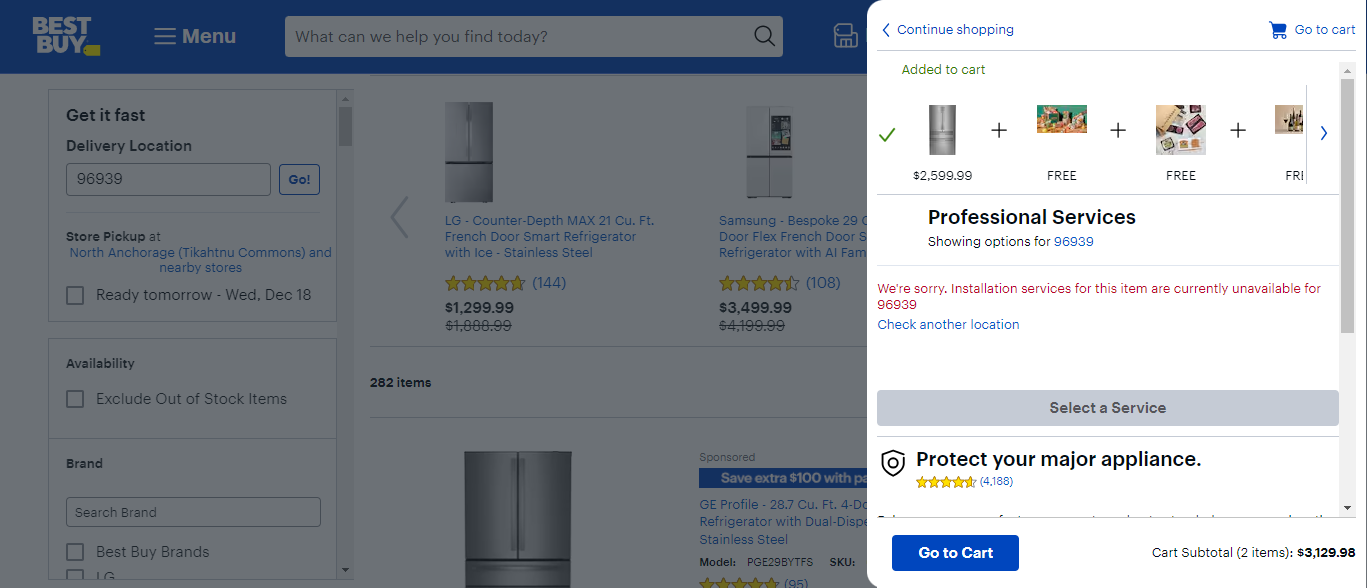 BEST BUY
Menu
What can we help you find today?
Get it fast
Delivery Location
96939
Go!
Store Pickup at
North Anchorage (Tikahtnu Commons) and
nearby stores
Ready tomorrow - Wed, Dec 18
Availability
Exclude Out of Stock Items
Brand
Search Brand
Best Buy Brands
LG
LG - Counter-Depth MAX 21 Cu. Ft.
French Door Smart Refrigerator
with Ice - Stainless Steel
(144)
$1,299.99
$1,888.99
Samsung - Bespoke 29 C
Door Flex French Door S
Refrigerator with AI Fam
(108)
$3,499.99
$4,199.99
282 items
Sponsored
Save extra $100 with pa
GE Profile - 28.7 Cu. Ft. 4-Do
Refrigerator with Dual-Dispe
Stainless Steel
Model: PGE29BYTFS SKU:
(95)
Continue shopping
Go to cart
Added to cart
$2,599.99
FREE
FREE
FRE
Professional Services
Showing options for 96939
We're sorry. Installation services for this item are currently unavailable for
96939
Check another location
Select a Service
Protect your major appliance.
(4,188)
Go to Cart
Cart Subtotal (2 items): $3,129.98